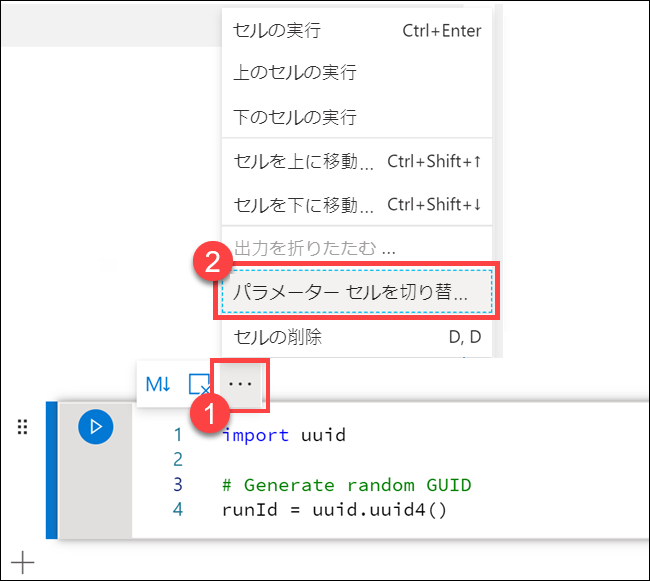 セルの実行 Ctrl+Enter
上のセルの実行
下のセルの実行
セルを上に移動... Ctrl+Shift+↑
セルを下に移動... Ctrl+Shift+↓
出力を折りたたむ ...
2
パラメーター セルを切り替...
セルの削除 D, D
M↓ ...
1
1 import uuid
2
3 # Generate random GUID
4 runId = uuid.uuid4()